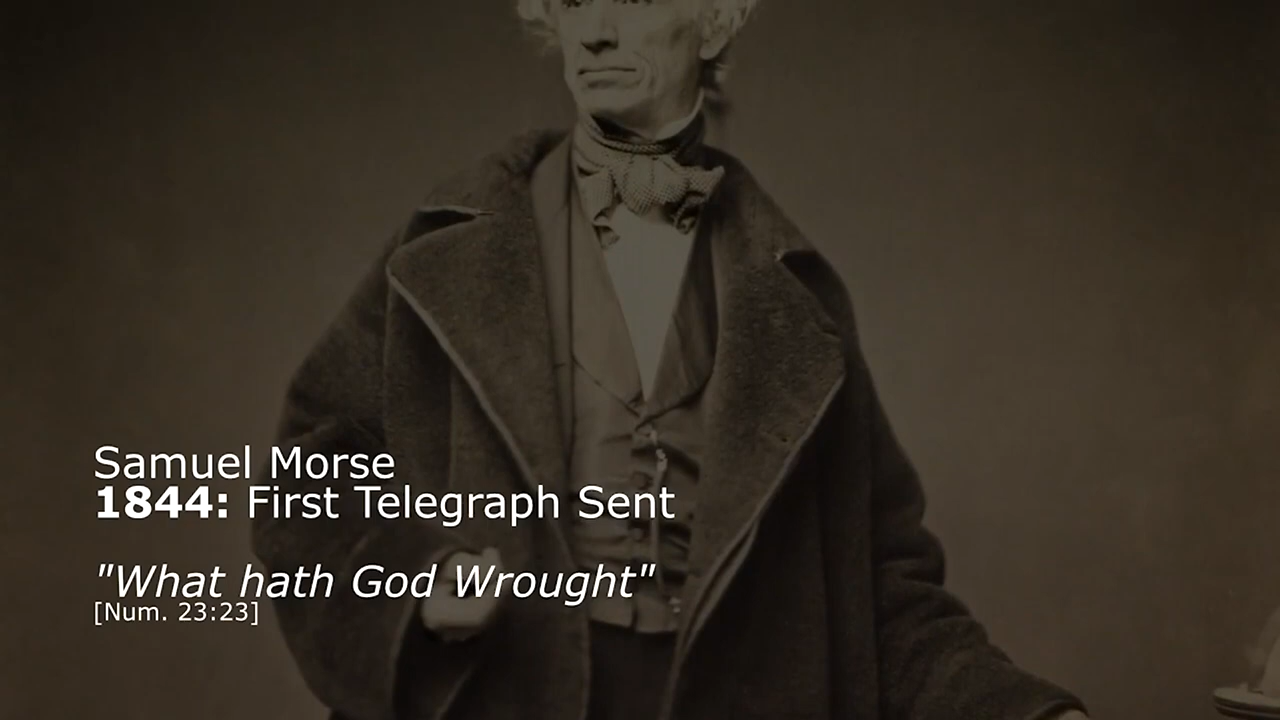 Samuel Morse
1844: First Telegraph Sent
"What hath God Wrought"
[Num. 23:23]